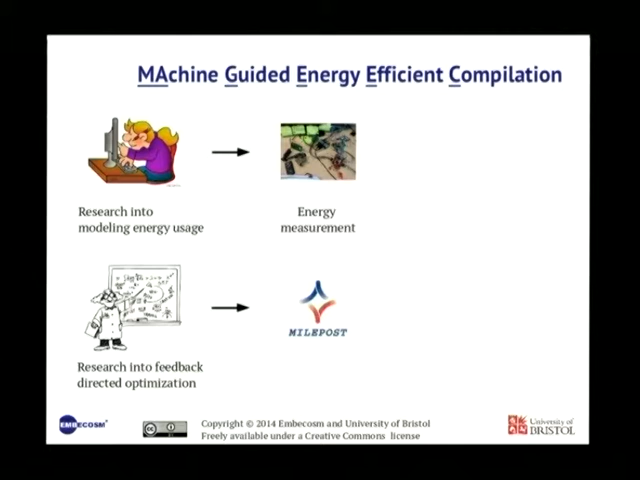 MAchine Guided Energy Efficient Compilation
Research into
modeling energy usage
Energy
measurement
MILEPOST
Research into feedback
directed optimization
EMBECOSM®
Copyright © 2014 Embecosm and University of Bristol
Freely available under a Creative Commons license
University of
BRISTOL